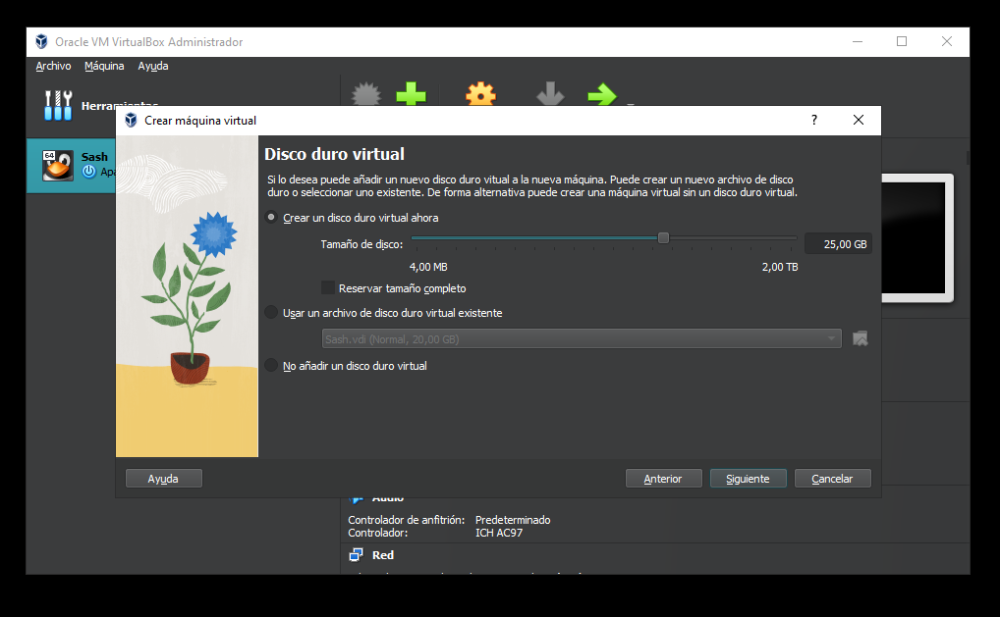 Oracle VM VirtualBox Administrador
Archivo Máquina Ayuda
Herramientas
Crear máquina virtual
?
64
Sash
Disco duro virtual
Si lo desea puede añadir un nuevo disco duro vitual a la nueva máquina. Puede crear un nuevo archivo de disco
duro o seleccionar uno existente. De forma alternativa puede crear una máquina virtual sin un disco duro virtual.
Crear un disco duro virtual ahora
Tamaño de disco:
25,00 GB
4,00 MB
2,00 TB
Reservar tamaño completo
Usar un archivo de disco duro virtual existente
Sash.vdi (Normal, 20,00 GB)
No añadir un disco duro virtual
Ayuda
Anterior
Siguiente
Cancelar
Audio
Controlador de anfitrión: Predeterminado
Controlador: ICH AC97
Red